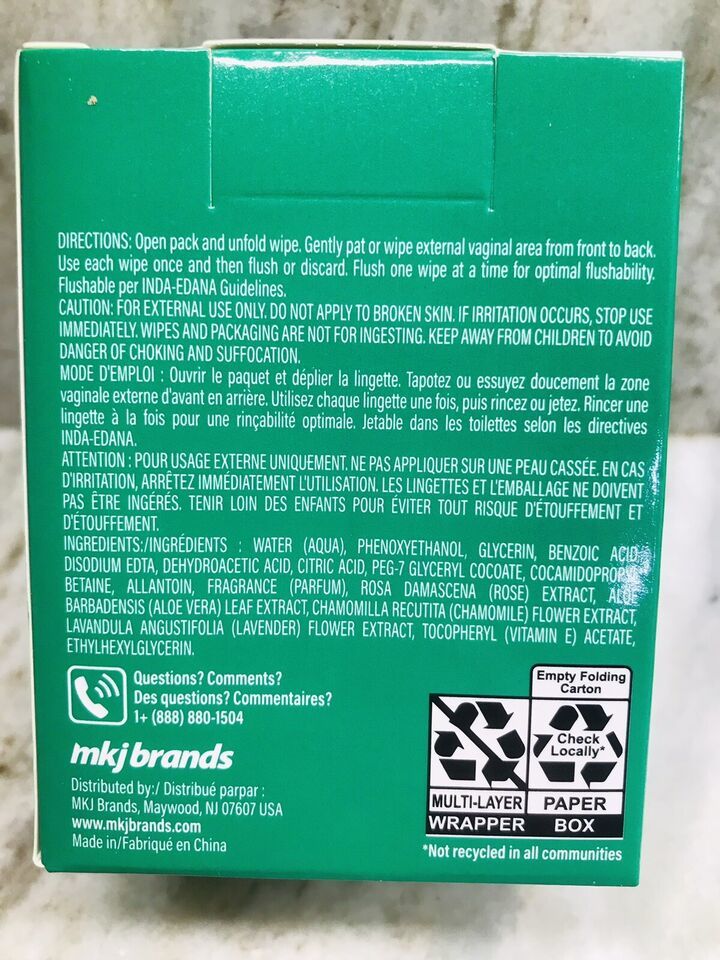 DIRECTIONS: Open pack and unfold wipe. Gently pat or wipe external vaginal area from front to back.
Use each wipe once and then flush or discard. Flush one wipe at a time for optimal flushability.
Flushable per INDA-EDANA Guidelines.
CAUTION: FOR EXTERNAL USE ONLY. DO NOT APPLY TO BROKEN SKIN. IF IRRITATION OCCURS, STOP USE
IMMEDIATELY. WIPES AND PACKAGING ARE NOT FOR INGESTING. KEEP AWAY FROM CHILDREN TO AVOID
DANGER OF CHOKING AND SUFFOCATION.
MODE D'EMPLOI : Ouvrir le paquet et déplier la lingette. Tapotez ou essuyez doucement la zone
vaginale externe d'avant en arrière. Utilisez chaque lingette une fois, puis rincez ou jetez. Rincer une
lingette à la fois pour une rinçabilité optimale. Jetable dans les toilettes selon les directives
INDA-EDANA.
ATTENTION : POUR USAGE EXTERNE UNIQUEMENT. NE PAS APPLIQUER SUR UNE PEAU CASSÉE. EN CAS
D'IRRITATION, ARRÊTEZ IMMÉDIATEMENT L'UTILISATION. LES LINGETTES ET L'EMBALLAGE NE DOIVENT
PAS ÊTRE INGÉRÉS. TENIR LOIN DES ENFANTS POUR ÉVITER TOUT RISQUE D'ÉTOUFFEMENT ET
D'ÉTOUFFEMENT.
INGREDIENTS:/INGRÉDIENTS : WATER (AQUA), PHENOXYETHANOL, GLYCERIN, BENZOIC ACID,
DISODIUM EDTA, DEHYDROACETIC ACID, CITRIC ACID, PEG-7 GLYCERYL COCOATE, COCAMIDOPROPYL
BETAINE, ALLANTOIN, FRAGRANCE (PARFUM), ROSA DAMASCENA (ROSE) EXTRACT, ALOE
BARBADENSIS (ALOE VERA) LEAF EXTRACT, CHAMOMILLA RECUTITA (CHAMOMILE) FLOWER EXTRACT,
LAVANDULA ANGUSTIFOLIA (LAVENDER) FLOWER EXTRACT, TOCOPHERYL (VITAMIN E) ACETATE,
ETHYLHEXYLGLYCERIN.
Questions? Comments?
Des questions? Commentaires?
1+ (888) 880-1504
mkj brands
Distributed by:/ Distribué parpar :
MKJ Brands, Maywood, NJ 07607 USA
www.mkjbrands.com
Made in/Fabriqué en China
Empty Folding
Carton
Check
Locally*
MULTI-LAYER
PAPER
WRAPPER
BOX
*Not recycled in all communities